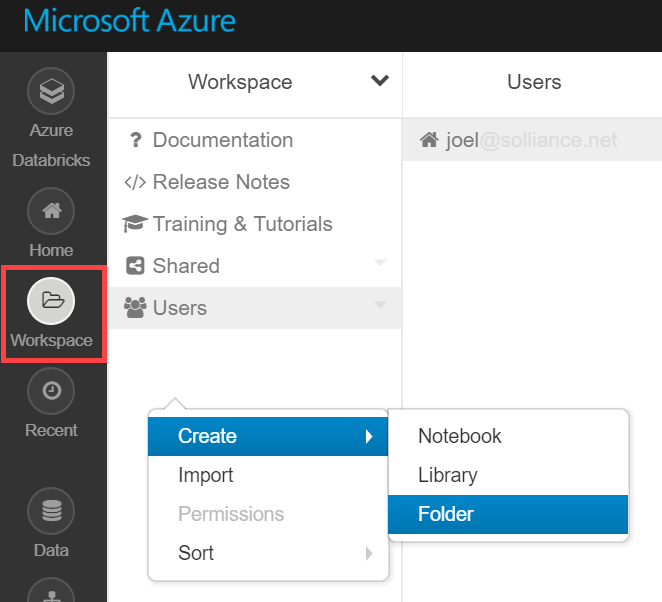 Microsoft Azure
Azure
Databricks
Home
Workspace
Recent
Data
Workspace
? Documentation
</> Release Notes
Training & Tutorials
Shared
Users
Users
joel@solliance.net
Create
Import
Permissions
Sort
Notebook
Library
Folder